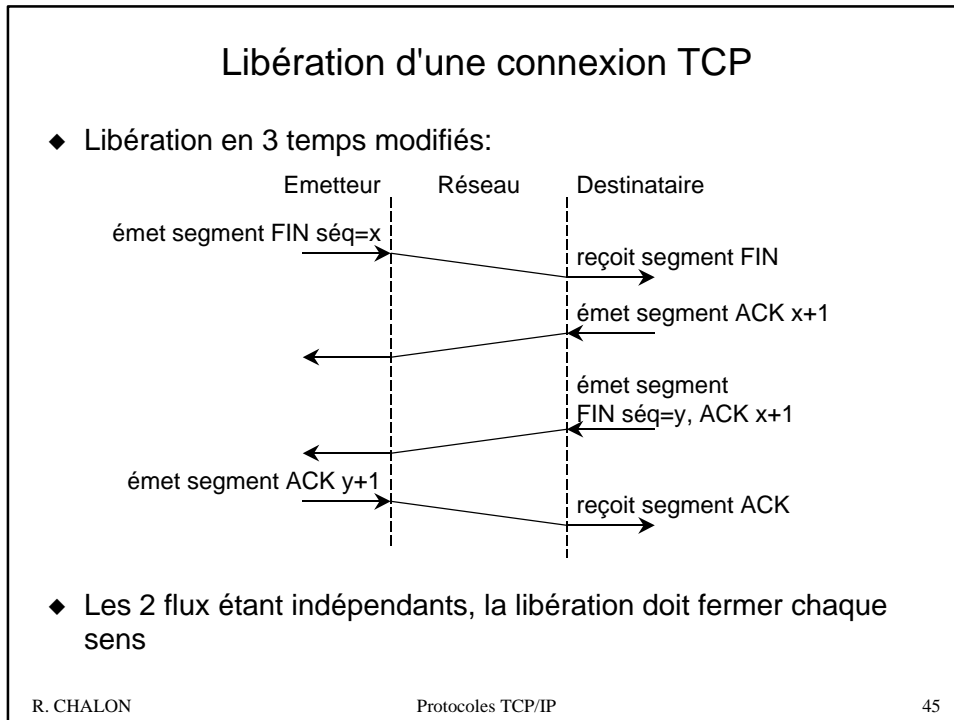 Libération d'une connexion TCP
◆ Libération en 3 temps modifiés:
Emetteur Réseau Destinataire
émet segment FIN séq=x
reçoit segment FIN
émet segment ACK x+1
émet segment
FIN séq=y, ACK x+1
émet segment ACK y+1
reçoit segment ACK
◆ Les 2 flux étant indépendants, la libération doit fermer chaque
sens
R. CHALON Protocoles TCP/IP 45